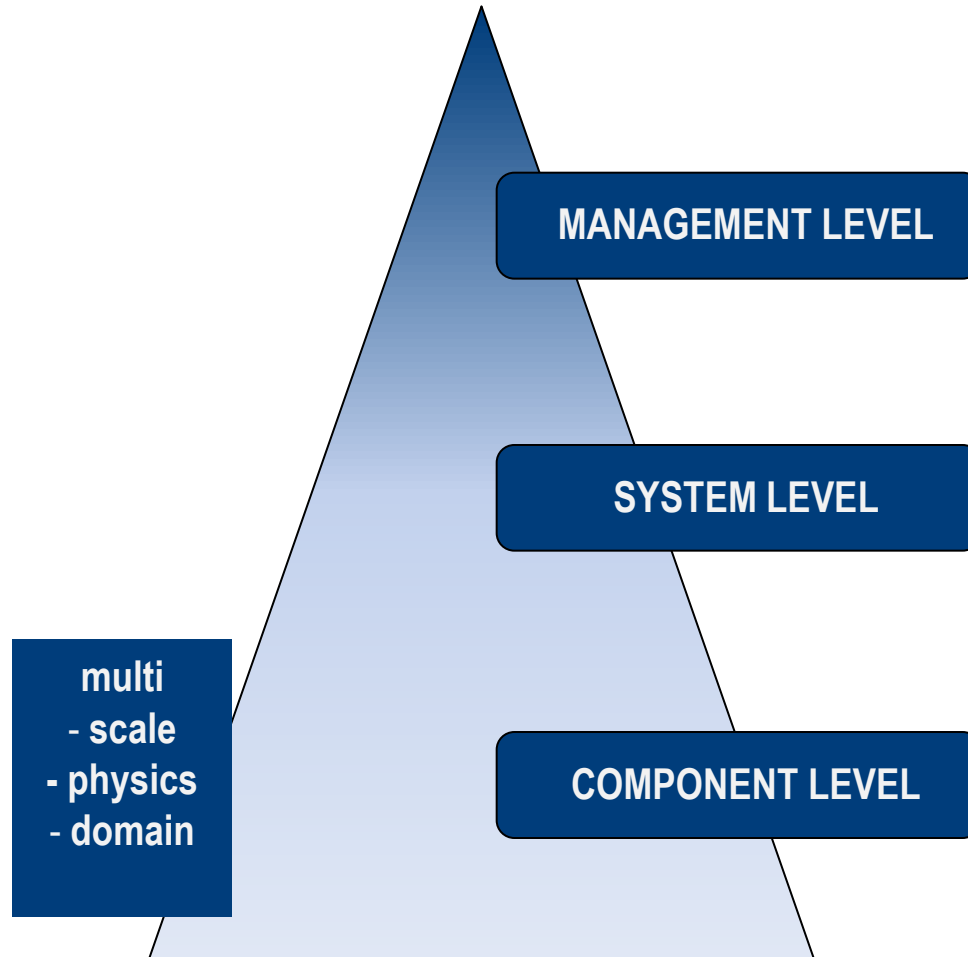 MANAGEMENT LEVEL
SYSTEM LEVEL
multi
- scale
- physics
- domain
COMPONENT LEVEL